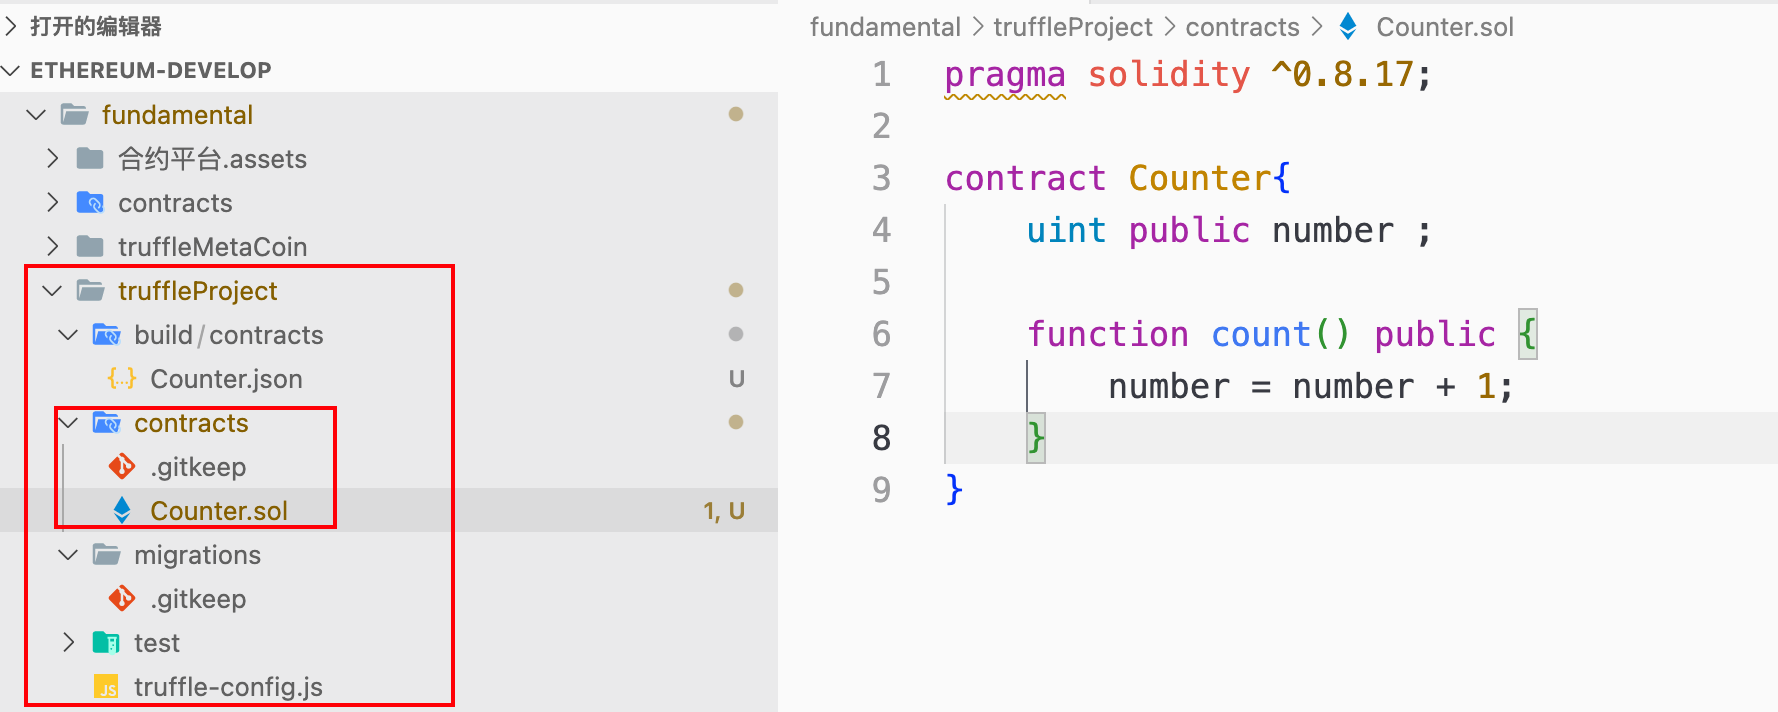 打开的编辑器
ETHEREUM-DEVELOP
fundamental
合约平台.assets
contracts
truffleMetaCoin
truffleProject
build/contracts
{...} Counter.json U
contracts
.gitkeep
Counter.sol 1, U
migrations
.gitkeep
test
JS truffle-config.js
fundamental > truffleProject > contracts > Counter.sol
1 pragma solidity ^0.8.17;
2
3 contract Counter{
4     uint public number ;
5
6     function count() public {
7         number = number + 1;
8     }
9 }